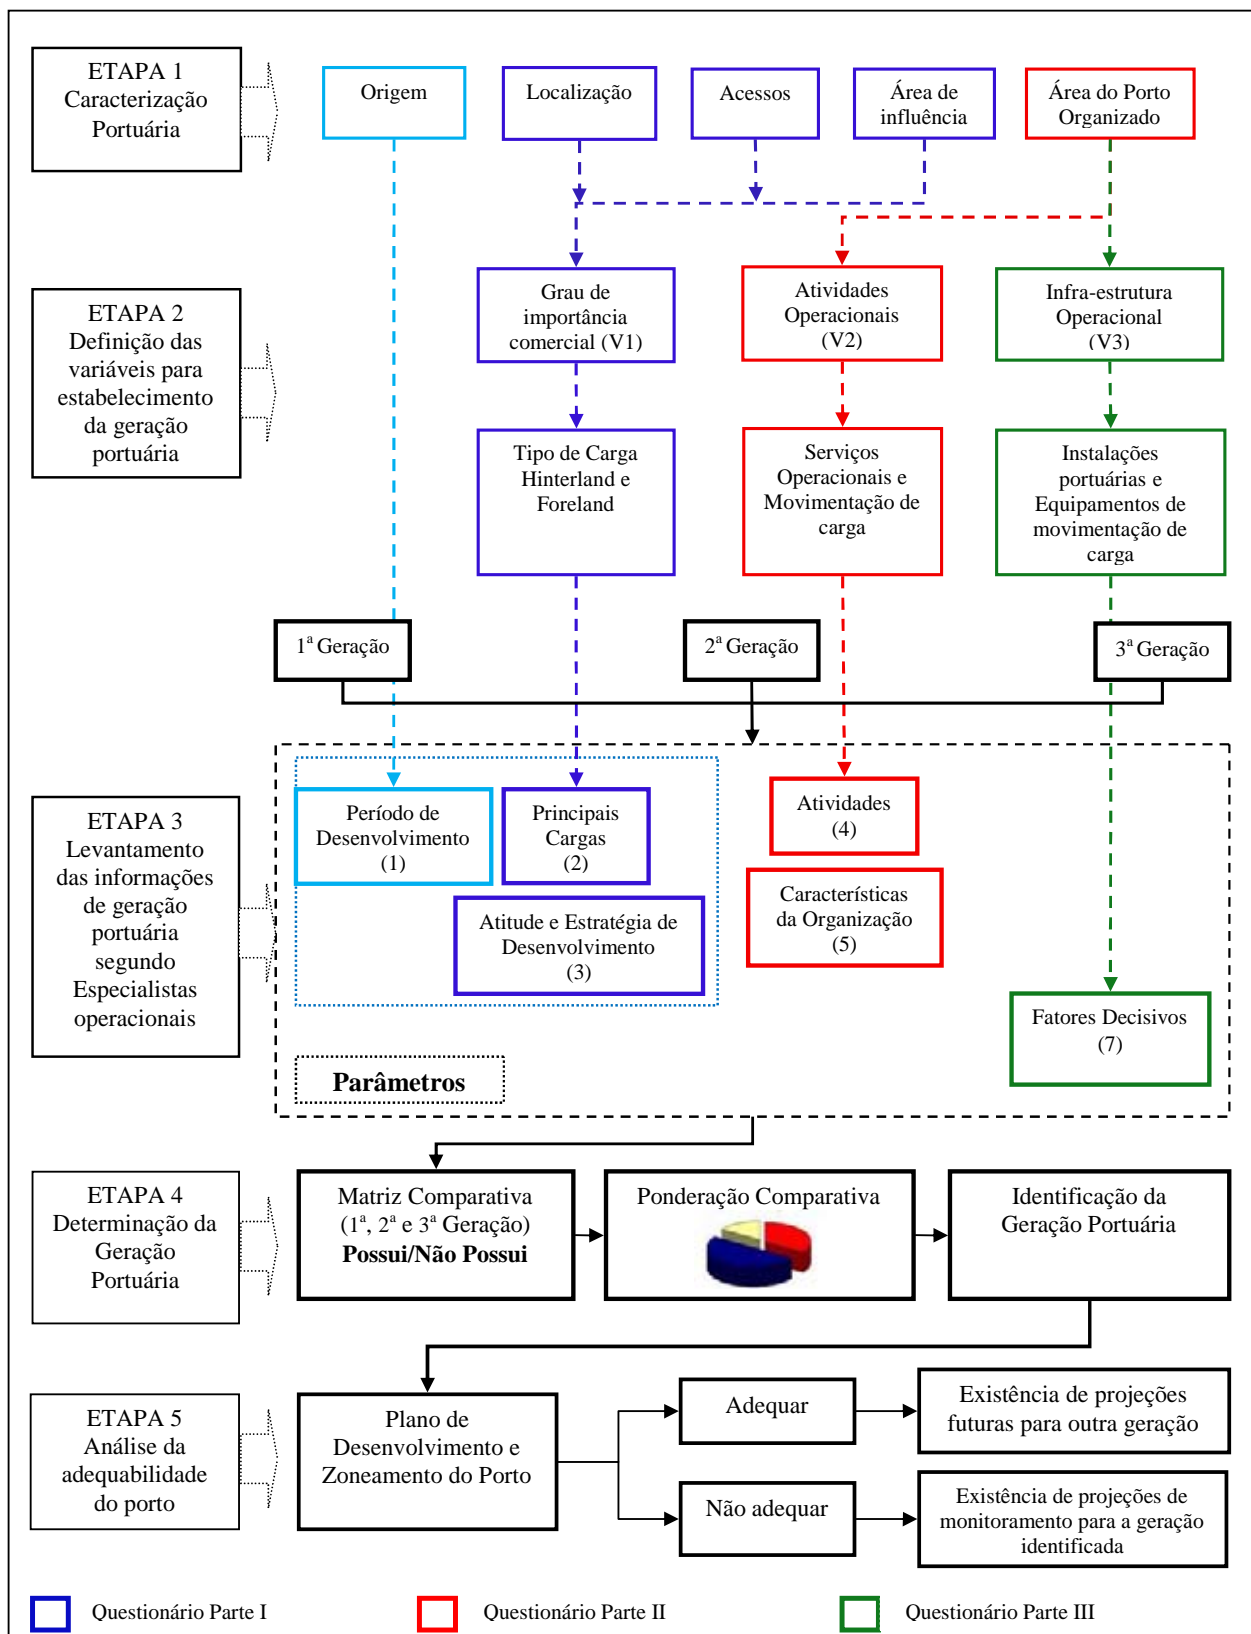 ETAPA 1
Caracterização
Portuária
Origem
Localização
Acessos
Área de
influência
Área do Porto
Organizado
ETAPA 2
Definição das
variáveis para
estabelecimento
da geração
portuária
Grau de
importância
comercial (V1)
Atividades
Operacionais
(V2)
Infra-estrutura
Operacional
(V3)
Tipo de Carga
Hinterland e
Foreland
Serviços
Operacionais e
Movimentação de
carga
Instalações
portuárias e
Equipamentos de
movimentação de
carga
1ª Geração
2ª Geração
3ª Geração
ETAPA 3
Levantamento
das informações
de geração
portuária
segundo
Especialistas
operacionais
Período de
Desenvolvimento
(1)
Principais
Cargas
(2)
Atitude e Estratégia de
Desenvolvimento
(3)
Atividades
(4)
Características
da Organização
(5)
Fatores Decisivos
(7)
Parâmetros
ETAPA 4
Determinação da
Geração
Portuária
Matriz Comparativa
(1ª, 2ª e 3ª Geração)
Possui/Não Possui
Ponderação Comparativa
Identificação da
Geração Portuária
ETAPA 5
Análise da
adequabilidade
do porto
Plano de
Desenvolvimento e
Zoneamento do Porto
Adequar
Existência de projeções
futuras para outra geração
Não adequar
Existência de projeções de
monitoramento para a geração
identificada
Questionário Parte I
Questionário Parte II
Questionário Parte III